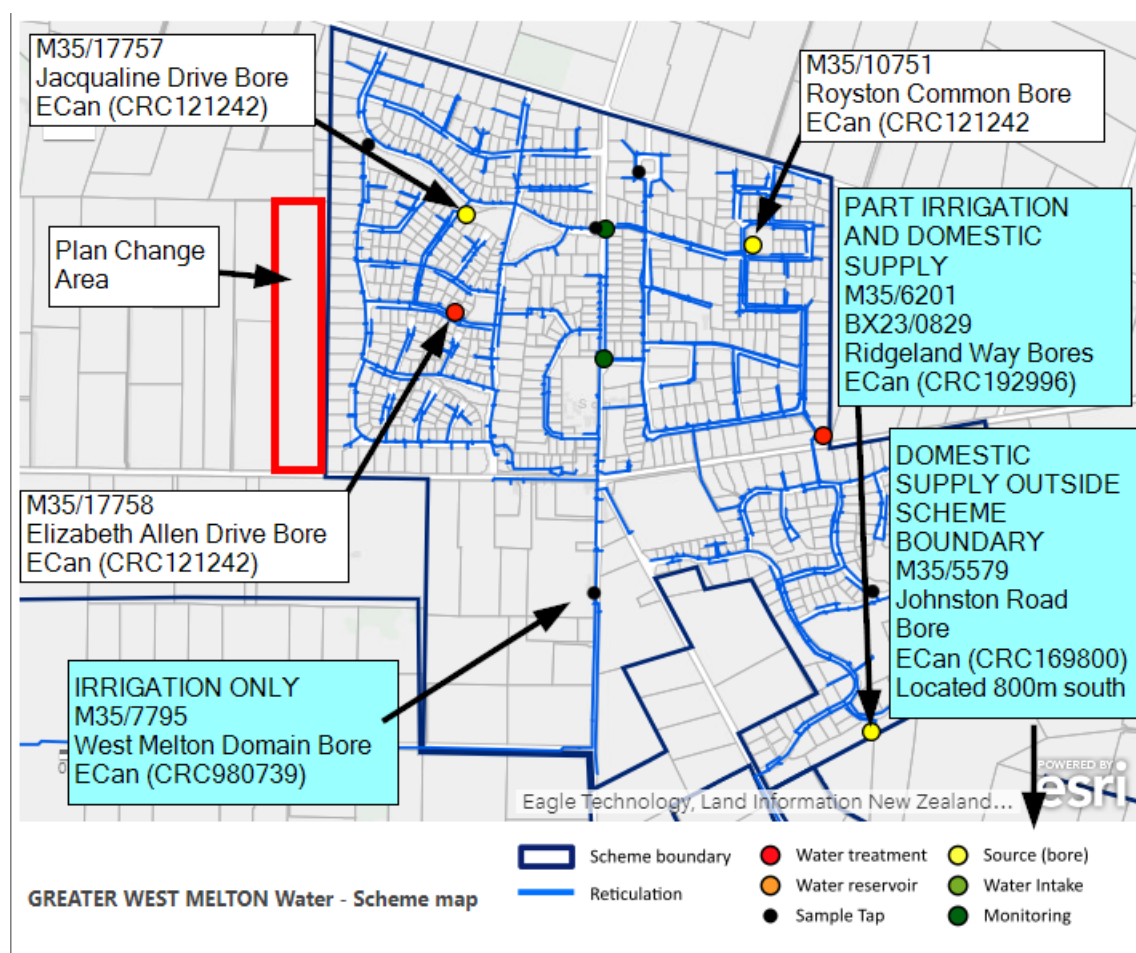 M35/17757
Jacqualine Drive Bore
ECan (CRC121242)
M35/10751
Royston Common Bore
ECan (CRC121242
PART IRRIGATION
AND DOMESTIC
SUPPLY
M35/6201
BX23/0829
Ridgeland Way Bores
ECan (CRC192996)
Plan Change
Area
DOMESTIC
SUPPLY OUTSIDE
SCHEME
BOUNDARY
M35/5579
Johnston Road
Bore
ECan (CRC169800)
Located 800m south
M35/17758
Elizabeth Allen Drive Bore
ECan (CRC121242)
IRRIGATION ONLY
M35/7795
West Melton Domain Bore
ECan (CRC980739)
POWERED BY
esri
Eagle Technology, Land Information New Zealand...
GREATER WEST MELTON Water - Scheme map
Scheme boundary
Reticulation
Water treatment
Water reservoir
Sample Tap
Source (bore)
Water Intake
Monitoring